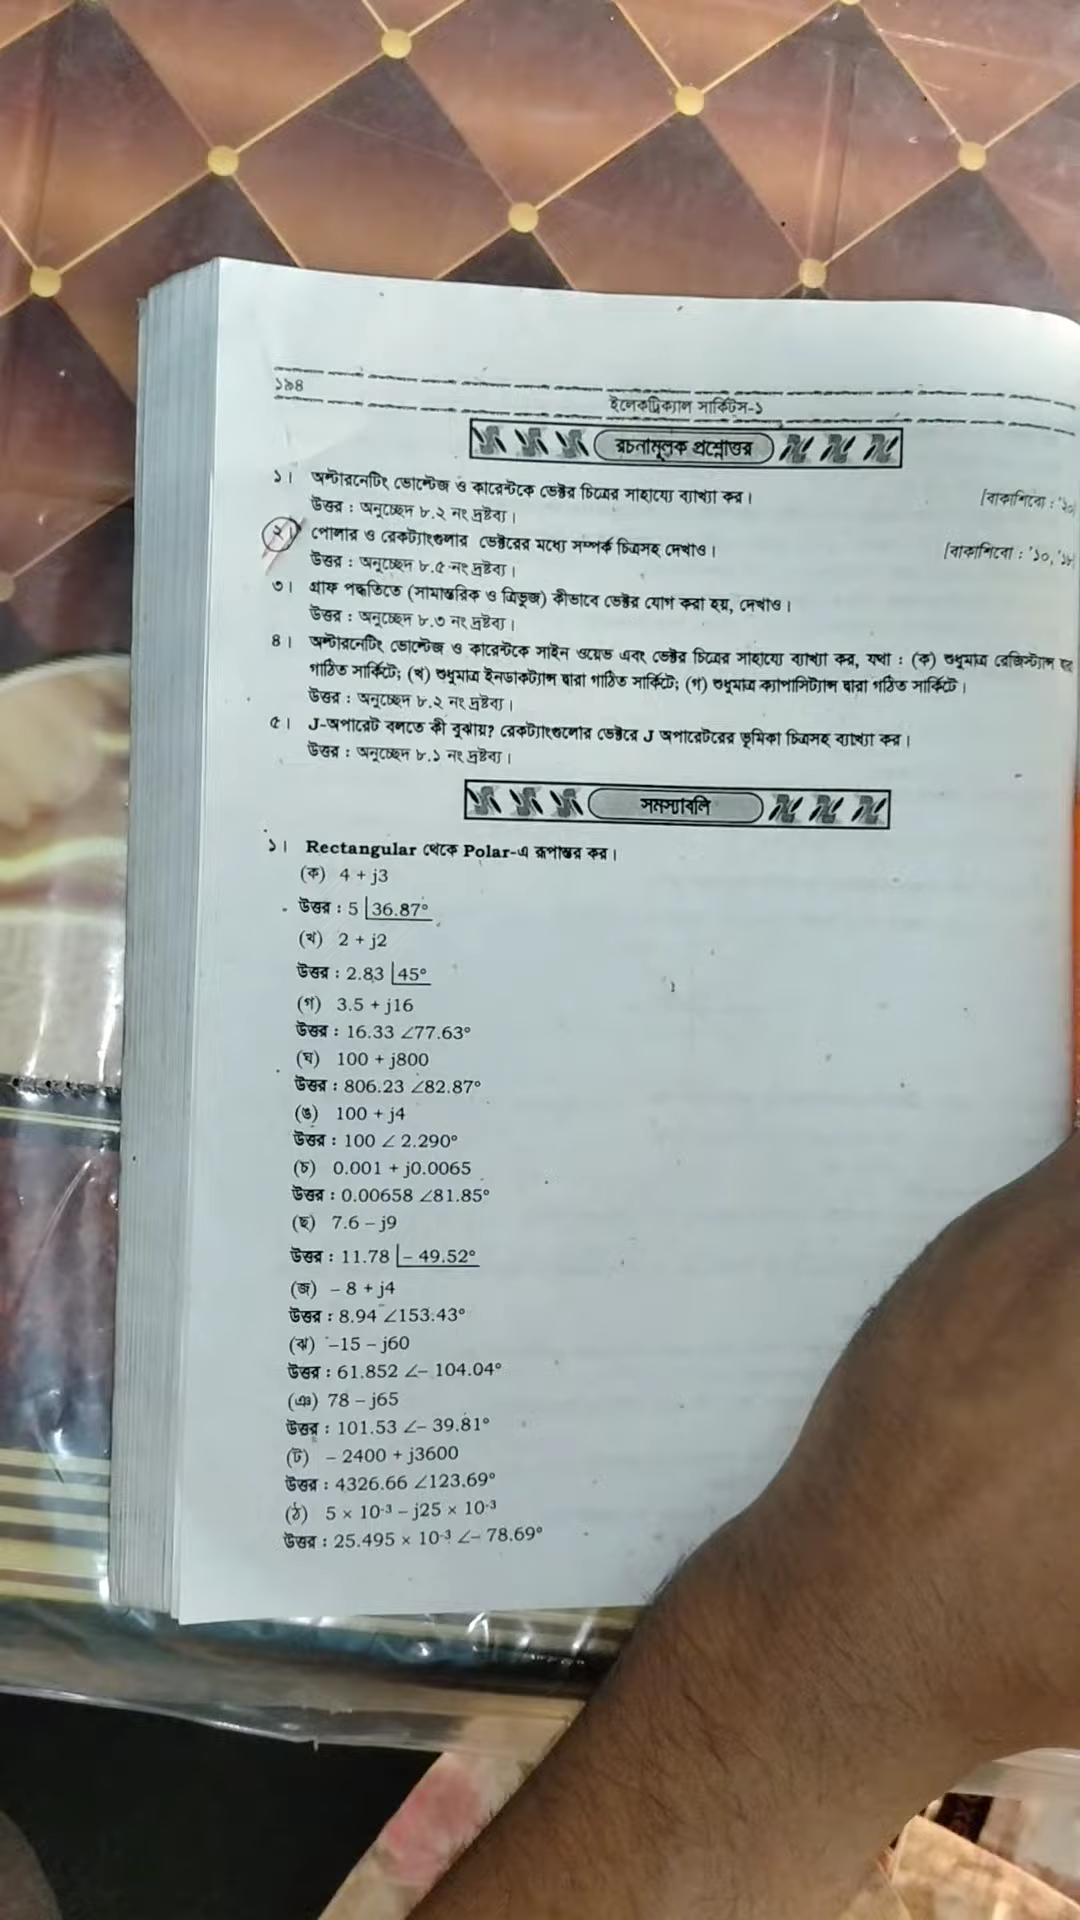 ১৯৪
ইলেকট্রিক্যাল সার্কিটস-১
রচনামূলক প্রশ্নোত্তর
১। অল্টারনেটিং ভোল্টেজ ও কারেন্টকে ভেক্টর চিত্রের সাহায্যে ব্যাখ্যা কর।
[বাকাশিবো : '২০
উত্তর : অনুচ্ছেদ ৮.২ নং দ্রষ্টব্য।
২। পোলার ও রেকট্যাংগুলার ভেক্টরের মধ্যে সম্পর্ক চিত্রসহ দেখাও।
[বাকাশিবো : '১০, '১৮
উত্তর : অনুচ্ছেদ ৮.৫ নং দ্রষ্টব্য।
৩। গ্রাফ পদ্ধতিতে (সামান্তরিক ও ত্রিভুজ) কীভাবে ভেক্টর যোগ করা হয়, দেখাও।
উত্তর : অনুচ্ছেদ ৮.৩ নং দ্রষ্টব্য।
৪। অল্টারনেটিং ভোল্টেজ ও কারেন্টকে সাইন ওয়েভ এবং ভেক্টর চিত্রের সাহায্যে ব্যাখ্যা কর, যথা : (ক) শুধুমাত্র রেজিস্ট্যান্স
গাঠিত সার্কিটে; (খ) শুধুমাত্র ইনডাকট্যান্স দ্বারা গাঠিত সার্কিটে; (গ) শুধুমাত্র ক্যাপাসিট্যান্স দ্বারা গঠিত সার্কিটে।
উত্তর : অনুচ্ছেদ ৮.২ নং দ্রষ্টব্য।
৫। J-অপারেট বলতে কী বুঝায়? রেকট্যাংগুলোর ভেক্টরে J অপারেটরের ভূমিকা চিত্রসহ ব্যাখ্যা কর।
উত্তর : অনুচ্ছেদ ৮.১ নং দ্রষ্টব্য।
সমস্যাবলি
১। Rectangular থেকে Polar-এ রূপান্তর কর।
(ক) 4 + j3
উত্তর : 5 |36.87°
(খ) 2 + j2
উত্তর : 2.83 |45°
(গ) 3.5 + j16
উত্তর : 16.33 ∠77.63°
(ঘ) 100 + j800
উত্তর : 806.23 ∠82.87°
(ঙ) 100 + j4
উত্তর : 100 ∠ 2.290°
(চ) 0.001 + j0.0065
উত্তর : 0.00658 ∠81.85°
(ছ) 7.6 – j9
উত্তর : 11.78 |– 49.52°
(জ) – 8 + j4
উত্তর : 8.94 ∠153.43°
(ঝ) –15 – j60
উত্তর : 61.852 ∠– 104.04°
(ঞ) 78 – j65
উত্তর : 101.53 ∠– 39.81°
(ট) – 2400 + j3600
উত্তর : 4326.66 ∠123.69°
(ঠ) 5 × 10⁻³ – j25 × 10⁻³
উত্তর : 25.495 × 10⁻³ ∠– 78.69°